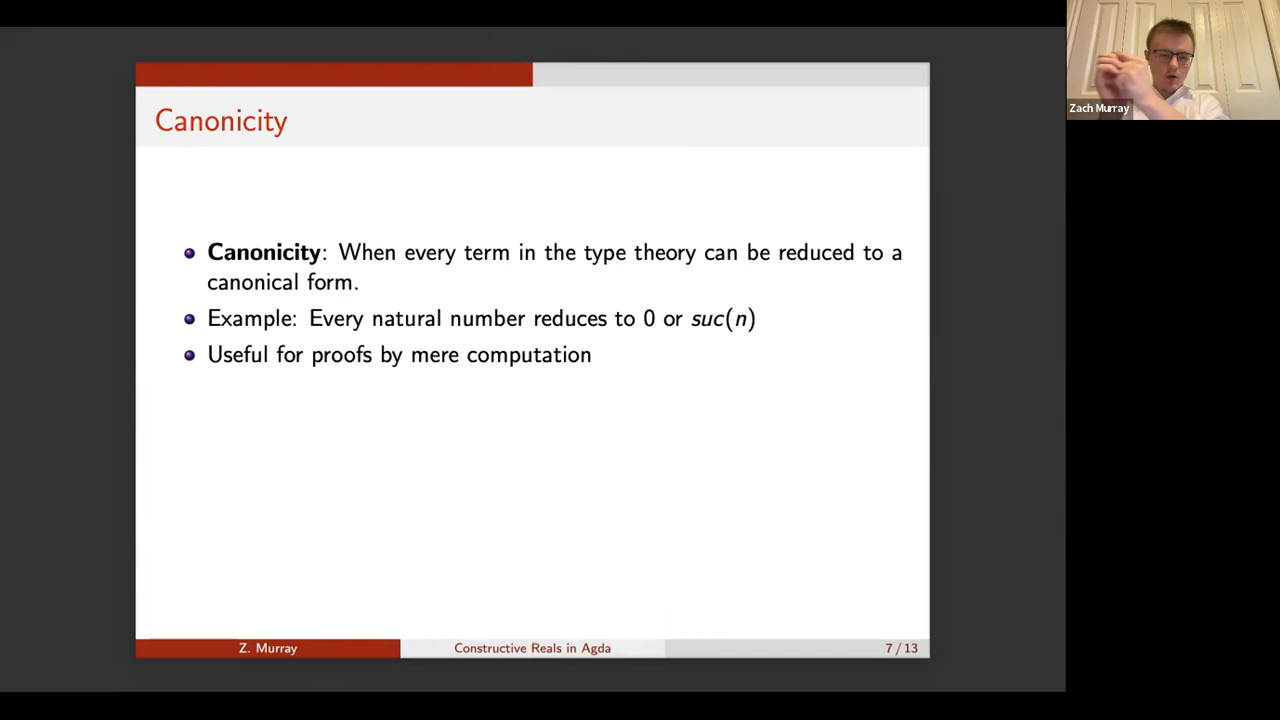 Canonicity
Canonicity: When every term in the type theory can be reduced to a
canonical form.
Example: Every natural number reduces to 0 or suc(n)
Useful for proofs by mere computation
Z. Murray
Constructive Reals in Agda
7 / 13
Zach Murray